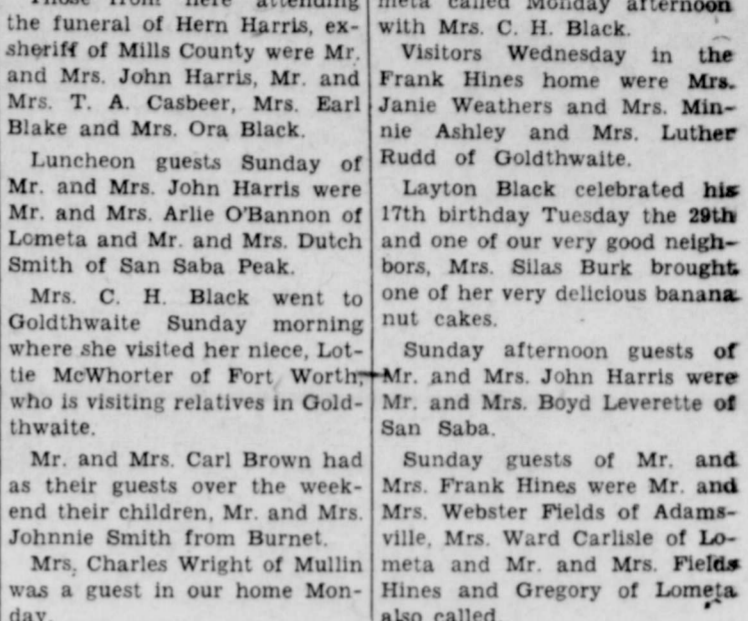 Those from here attending
the funeral of Hern Harris, ex-
sheriff of Mills County were Mr.
and Mrs. John Harris, Mr. and
Mrs. T. A. Casbeer, Mrs. Earl
Blake and Mrs. Ora Black.
Luncheon guests Sunday of
Mr. and Mrs. John Harris were
Mr. and Mrs. Arlie O'Bannon of
Lometa and Mr. and Mrs. Dutch
Smith of San Saba Peak.
Mrs. C. H. Black went to
Goldthwaite Sunday morning
where she visited her niece, Lot-
tie McWhorter of Fort Worth,
who is visiting relatives in Gold-
thwaite.
Mr. and Mrs. Carl Brown had
as their guests over the week-
end their children, Mr. and Mrs.
Johnnie Smith from Burnet.
Mrs. Charles Wright of Mullin
was a guest in our home Mon-
day.
meta called Monday afternoon
with Mrs. C. H. Black.
Visitors Wednesday in the
Frank Hines home were Mrs.
Janie Weathers and Mrs. Min-
nie Ashley and Mrs. Luther
Rudd of Goldthwaite.
Layton Black celebrated his
17th birthday Tuesday the 29th
and one of our very good neigh-
bors, Mrs. Silas Burk brought
one of her very delicious banana
nut cakes.
Sunday afternoon guests of
Mr. and Mrs. John Harris were
Mr. and Mrs. Boyd Leverette of
San Saba.
Sunday guests of Mr. and
Mrs. Frank Hines were Mr. and
Mrs. Webster Fields of Adams-
ville, Mrs. Ward Carlisle of Lo-
meta and Mr. and Mrs. Fields
Hines and Gregory of Lometa
also called